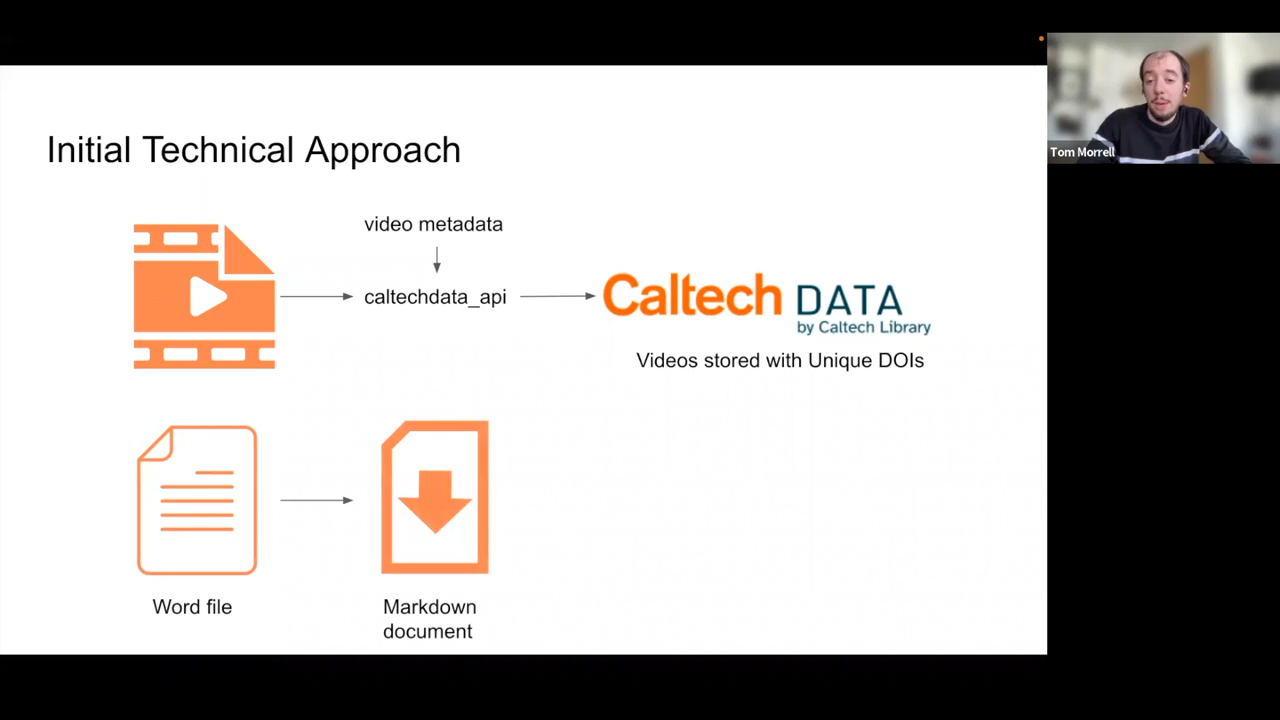 Initial Technical Approach
Tom Morrell
video metadata
caltechdata_api
Caltech DATA
by Caltech Library
Videos stored with Unique DOIs
Word file
Markdown
document